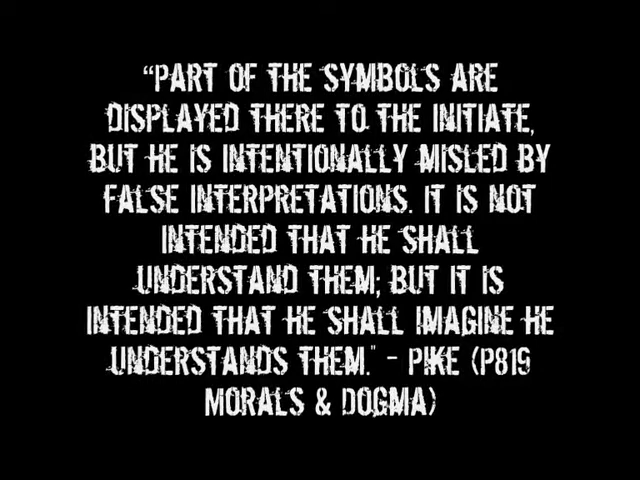 “PART OF THE SYMBOLS ARE
DISPLAYED THERE TO THE INITIATE,
BUT HE IS INTENTIONALLY MISLED BY
FALSE INTERPRETATIONS. IT IS NOT
INTENDED THAT HE SHALL
UNDERSTAND THEM; BUT IT IS
INTENDED THAT HE SHALL IMAGINE HE
UNDERSTANDS THEM." - PIKE (P819
MORALS & DOGMA)